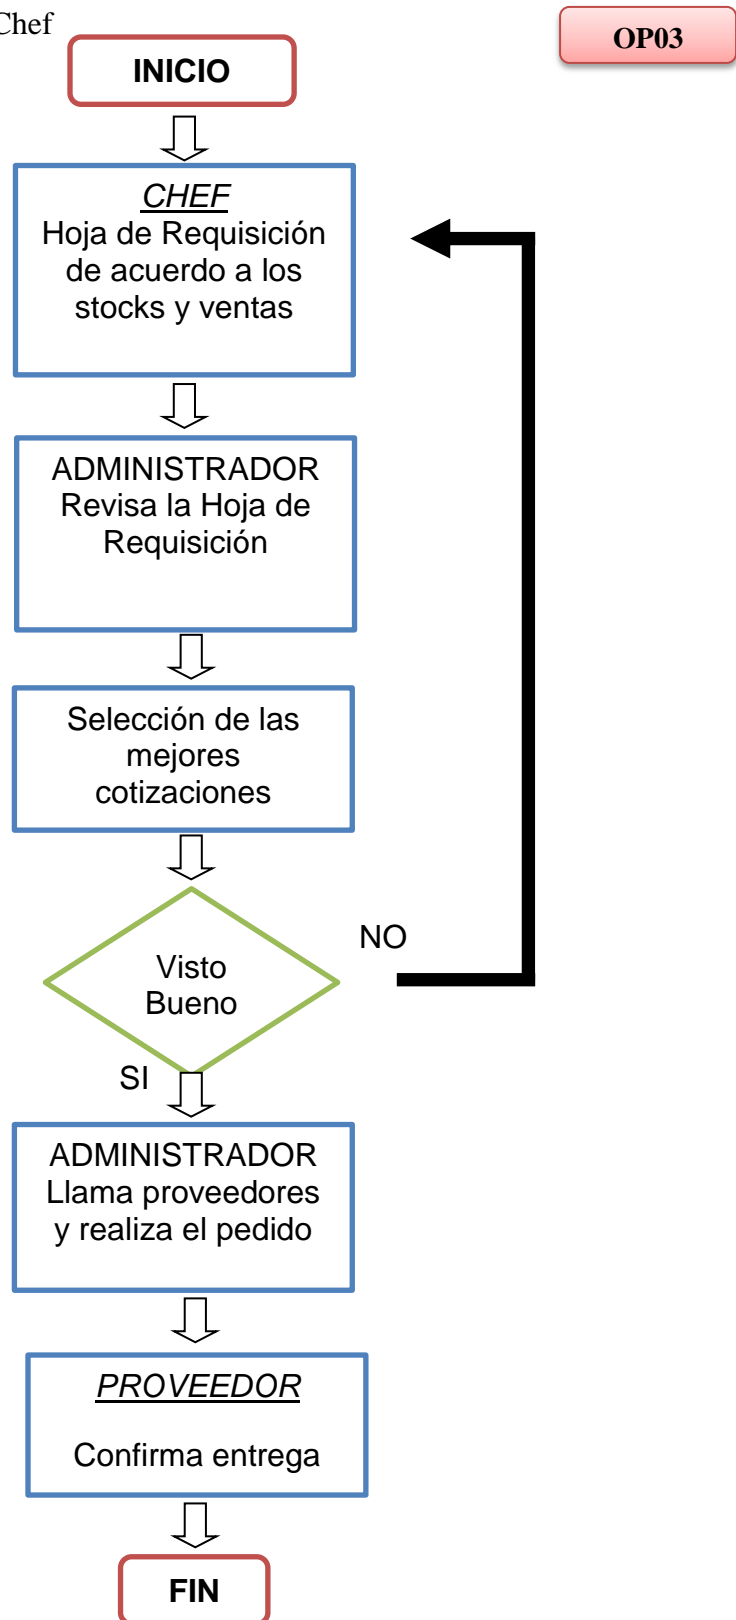 Chef
OP03
INICIO
CHEF
Hoja de Requisición
de acuerdo a los
stocks y ventas
ADMINISTRADOR
Revisa la Hoja de
Requisición
Selección de las
mejores
cotizaciones
Visto
Bueno
NO
SI
ADMINISTRADOR
Llama proveedores
y realiza el pedido
PROVEEDOR
Confirma entrega
FIN